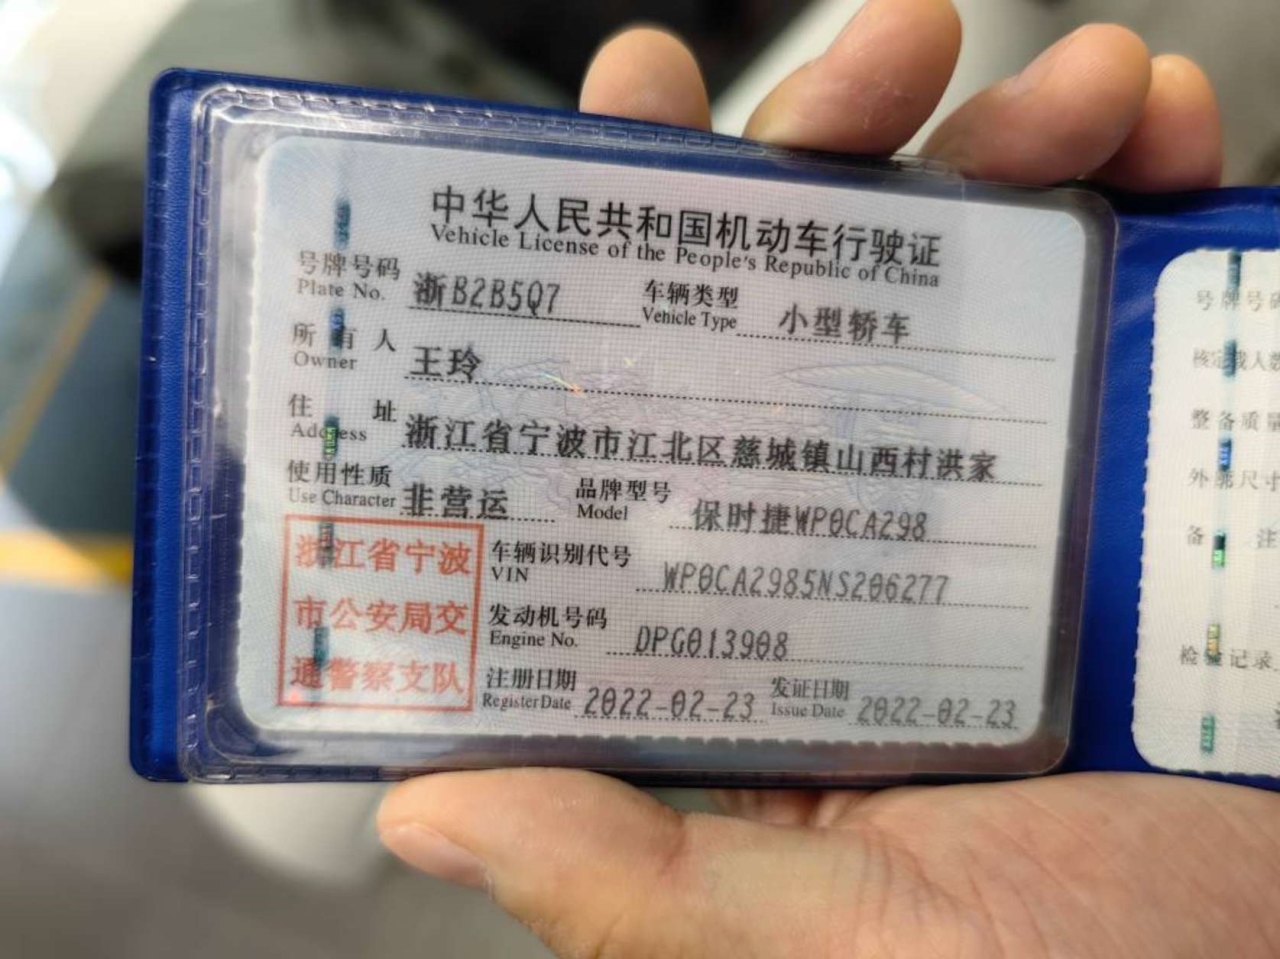 中华人民共和国机动车行驶证
Vehicle License of the People's Republic of China
号牌号码 浙B2B5Q7 车辆类型 小型轿车
Plate No. Vehicle Type
所有人 王玲
Owner
住址 浙江省宁波市江北区慈城镇山西村洪家
Address
使用性质 非营运 品牌型号 保时捷WP0CA298
Use Character Model
浙江省宁波
市公安局交
通警察支队
车辆识别代号 WP0CA2985NS206277
VIN
发动机号码 DPG013908
Engine No.
注册日期 2022-02-23 发证日期 2022-02-23
Register Date Issue Date
号牌号码
核定载人数
整备质量
外廓尺寸
备注
检验记录